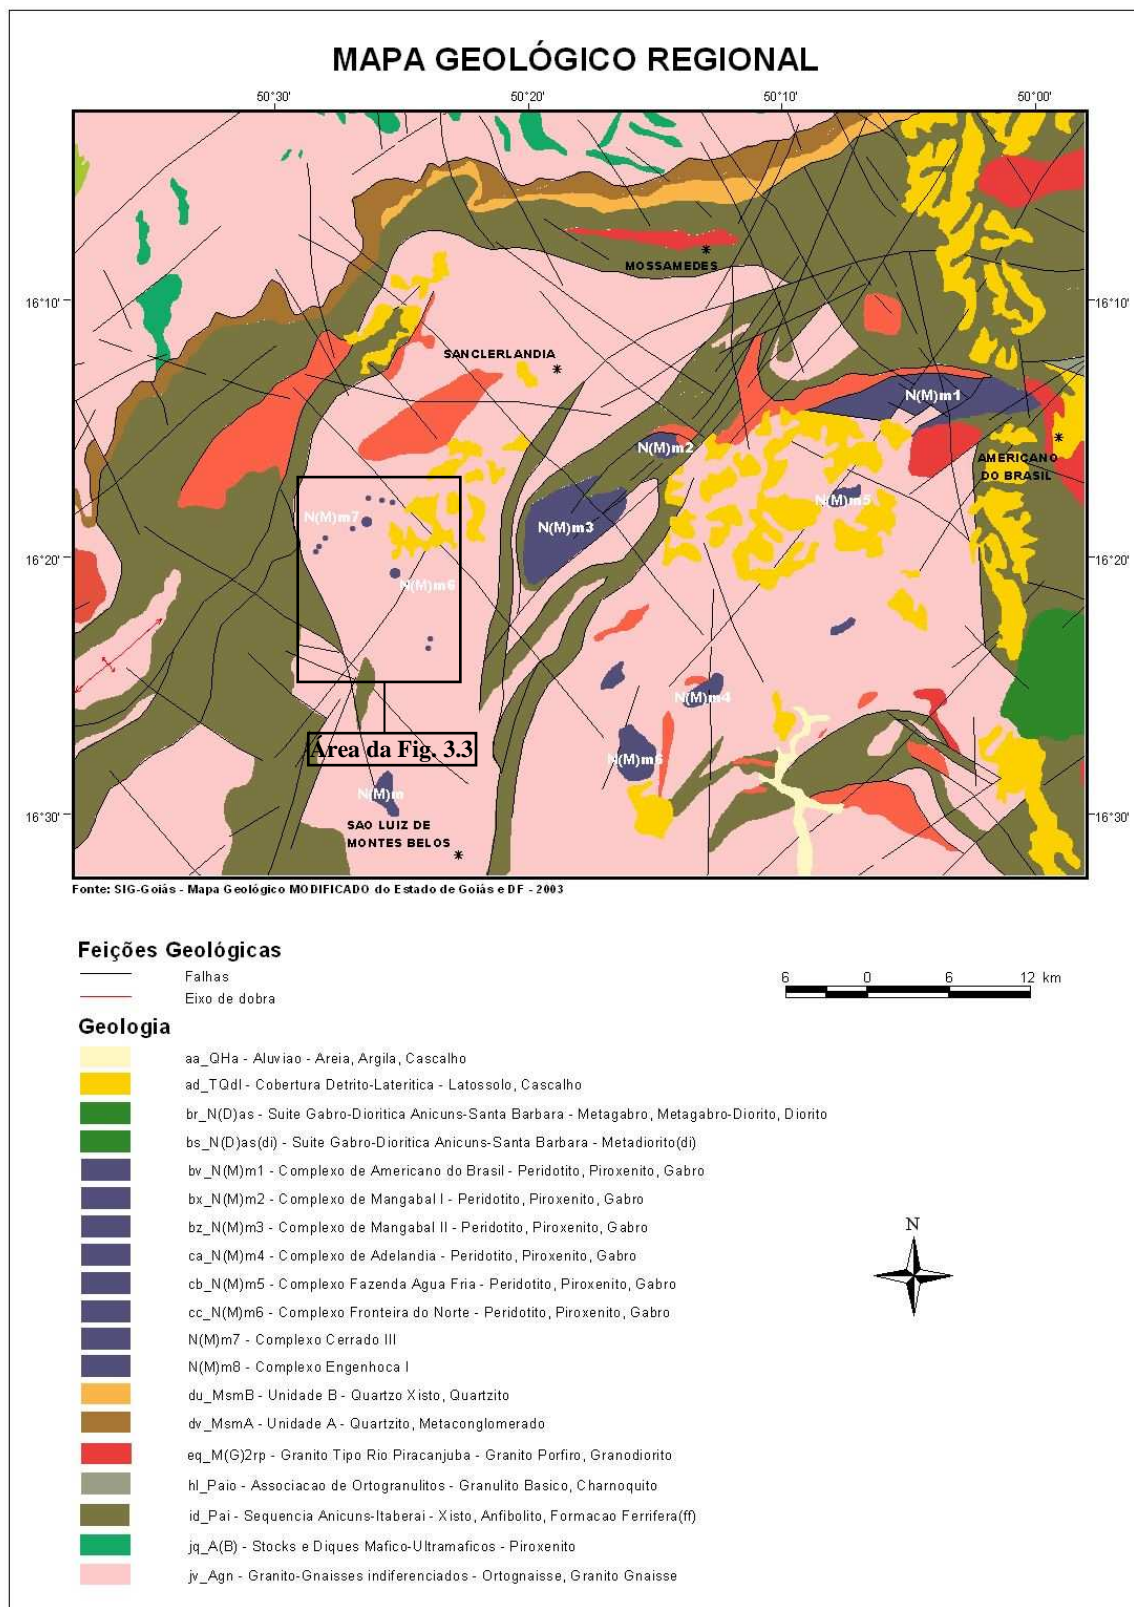 MAPA GEOLÓGICO REGIONAL
50°30' 50°20' 50°10' 50°00'
MOSSAMEDES
16°10' 16°10'
SANCLERLANDIA
N(M)m1
N(M)m2
AMERICANO
DO BRASIL
N(M)m5
N(M)m7
N(M)m3
16°20' 16°20'
N(M)m6
N(M)m4
Área da Fig. 3.3
N(M)m6
N(M)m
16°30' 16°30'
SAO LUIZ DE
MONTES BELOS
Fonte: SIG-Goiás - Mapa Geológico MODIFICADO do Estado de Goiás e DF - 2003
Feições Geológicas
Falhas
Eixo de dobra
6 0 6 12 km
Geologia
aa_QHa - Aluviao - Areia, Argila, Cascalho
ad_TQdl - Cobertura Detrito-Lateritica - Latossolo, Cascalho
br_N(D)as - Suite Gabro-Dioritica Anicuns-Santa Barbara - Metagabro, Metagabro-Diorito, Diorito
bs_N(D)as(di) - Suite Gabro-Dioritica Anicuns-Santa Barbara - Metadiorito(di)
bv_N(M)m1 - Complexo de Americano do Brasil - Peridotito, Piroxenito, Gabro
bx_N(M)m2 - Complexo de Mangabal I - Peridotito, Piroxenito, Gabro
bz_N(M)m3 - Complexo de Mangabal II - Peridotito, Piroxenito, Gabro
ca_N(M)m4 - Complexo de Adelandia - Peridotito, Piroxenito, Gabro
cb_N(M)m5 - Complexo Fazenda Agua Fria - Peridotito, Piroxenito, Gabro
cc_N(M)m6 - Complexo Fronteira do Norte - Peridotito, Piroxenito, Gabro
N(M)m7 - Complexo Cerrado III
N(M)m8 - Complexo Engenhoca I
du_MsmB - Unidade B - Quartzo Xisto, Quartzito
dv_MsmA - Unidade A - Quartzito, Metaconglomerado
eq_M(G)2rp - Granito Tipo Rio Piracanjuba - Granito Porfiro, Granodiorito
hl_Paio - Associacao de Ortogranulitos - Granulito Basico, Charnoquito
id_Pai - Sequencia Anicuns-Itaberai - Xisto, Anfibolito, Formacao Ferrifera(ff)
jq_A(B) - Stocks e Diques Mafico-Ultramaficos - Piroxenito
jv_Agn - Granito-Gnaisses indiferenciados - Ortognaisse, Granito Gnaisse
N